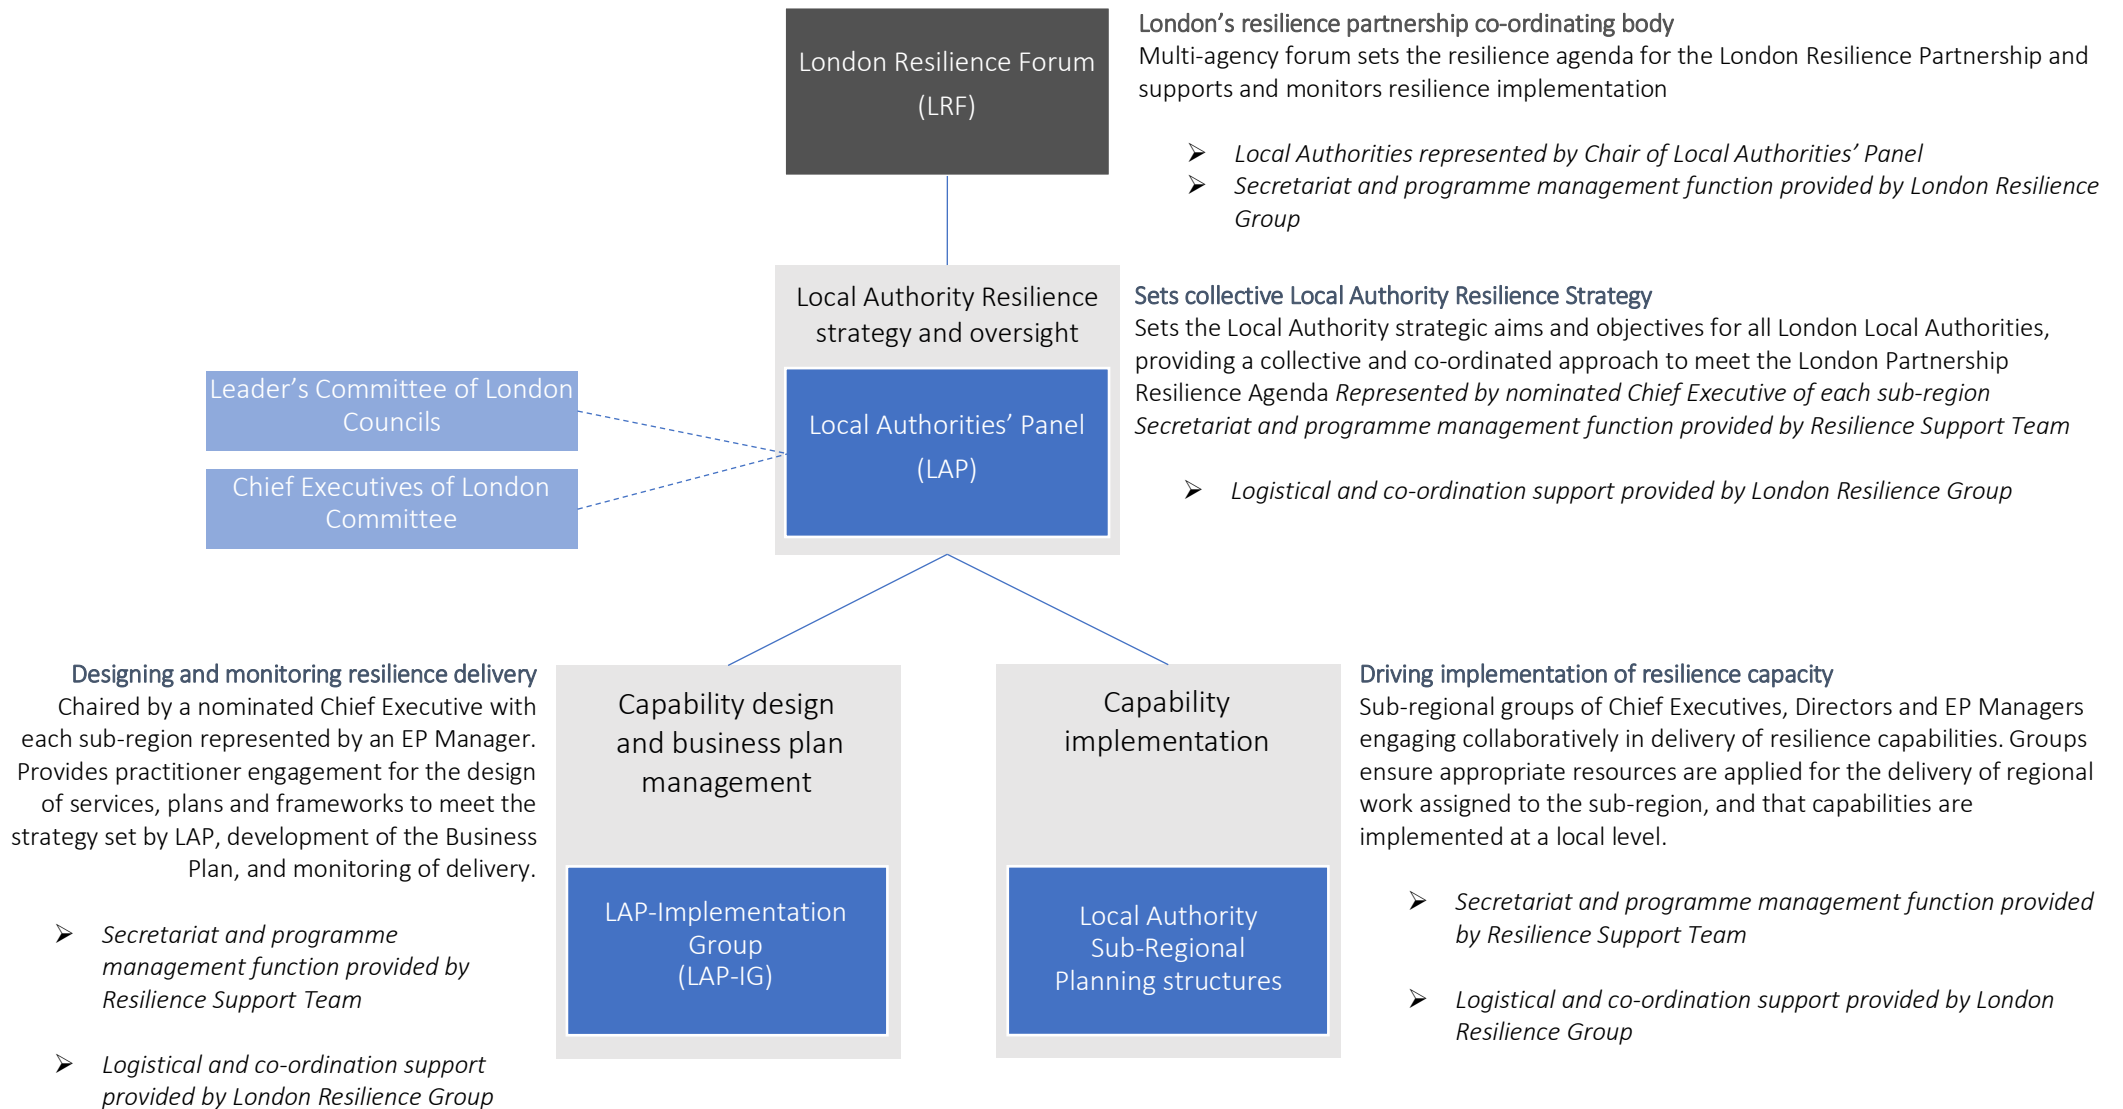 London Resilience Forum
(LRF)
London’s resilience partnership co-ordinating body
Multi-agency forum sets the resilience agenda for the London Resilience Partnership and
supports and monitors resilience implementation
➢ Local Authorities represented by Chair of Local Authorities’ Panel
➢ Secretariat and programme management function provided by London Resilience
Group
Local Authority Resilience
strategy and oversight
Local Authorities’ Panel
(LAP)
Sets collective Local Authority Resilience Strategy
Sets the Local Authority strategic aims and objectives for all London Local Authorities,
providing a collective and co-ordinated approach to meet the London Partnership
Resilience Agenda Represented by nominated Chief Executive of each sub-region
Secretariat and programme management function provided by Resilience Support Team
➢ Logistical and co-ordination support provided by London Resilience Group
Leader’s Committee of London
Councils
Chief Executives of London
Committee
Designing and monitoring resilience delivery
Chaired by a nominated Chief Executive with
each sub-region represented by an EP Manager.
Provides practitioner engagement for the design
of services, plans and frameworks to meet the
strategy set by LAP, development of the Business
Plan, and monitoring of delivery.
➢ Secretariat and programme
management function provided by
Resilience Support Team
➢ Logistical and co-ordination support
provided by London Resilience Group
Capability design
and business plan
management
LAP-Implementation
Group
(LAP-IG)
Capability
implementation
Local Authority
Sub-Regional
Planning structures
Driving implementation of resilience capacity
Sub-regional groups of Chief Executives, Directors and EP Managers
engaging collaboratively in delivery of resilience capabilities. Groups
ensure appropriate resources are applied for the delivery of regional
work assigned to the sub-region, and that capabilities are
implemented at a local level.
➢ Secretariat and programme management function provided
by Resilience Support Team
➢ Logistical and co-ordination support provided by London
Resilience Group